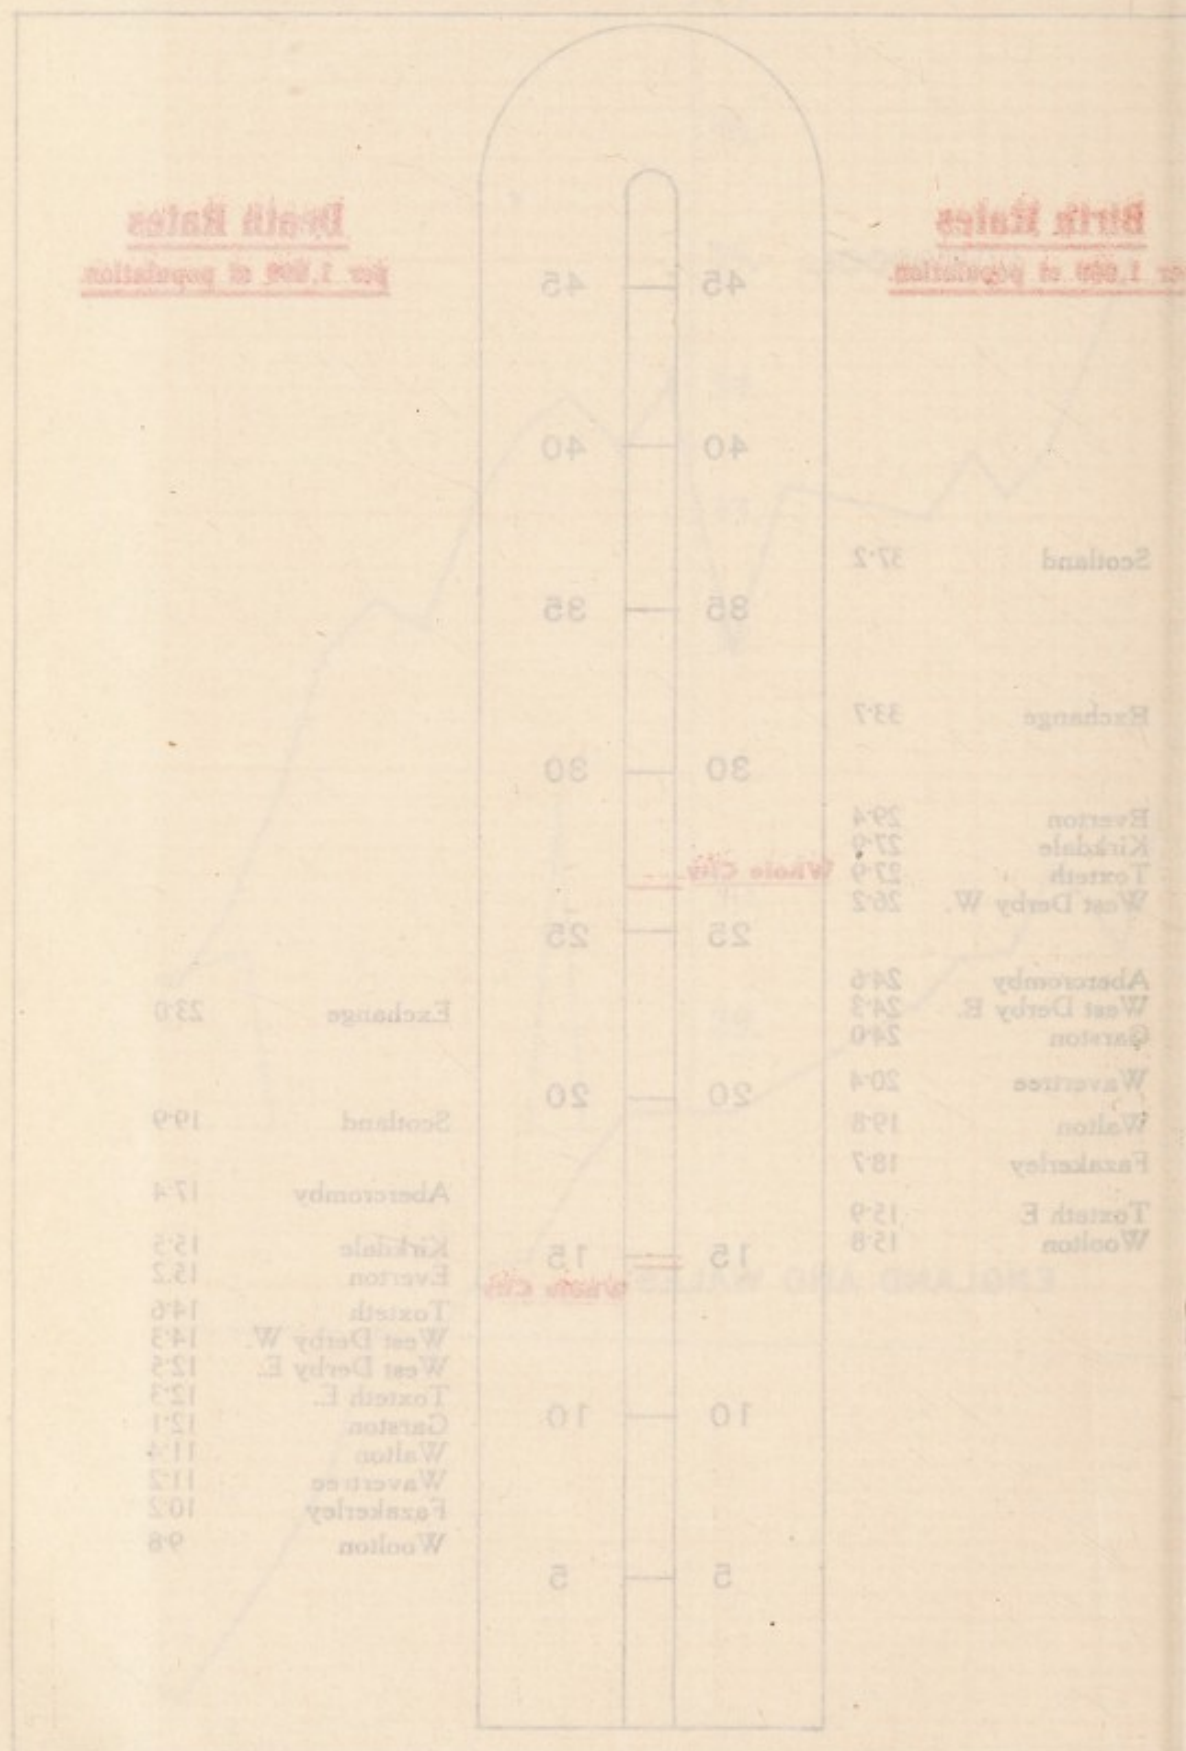 Birth Rates
per 1,000 of population
Death Rates
per 1,000 of population
45 45
40 40
Scotland 37·2
35 35
Exchange 33·7
30 30
Everton 29·4
Kirkdale 27·9
Toxteth 27·9
Whole City
West Derby W. 26·2
25 25
Abercromby 24·6
West Derby E. 24·3
Garston 24·0
Exchange 23·0
Wavertree 20·4
20 20
Walton 19·8
Scotland 19·9
Fazakerley 18·7
Abercromby 17·4
Toxteth E 15·9
Woolton 15·8
15 15
Kirkdale 15·5
Everton 15·2
Whole City
ENGLAND AND WALES
Toxteth 14·6
West Derby W. 14·3
West Derby E. 12·5
Toxteth E. 12·3
Garston 12·1
10 10
Walton 11·4
Wavertree 11·2
Fazakerley 10·2
Woolton 9·8
5 5